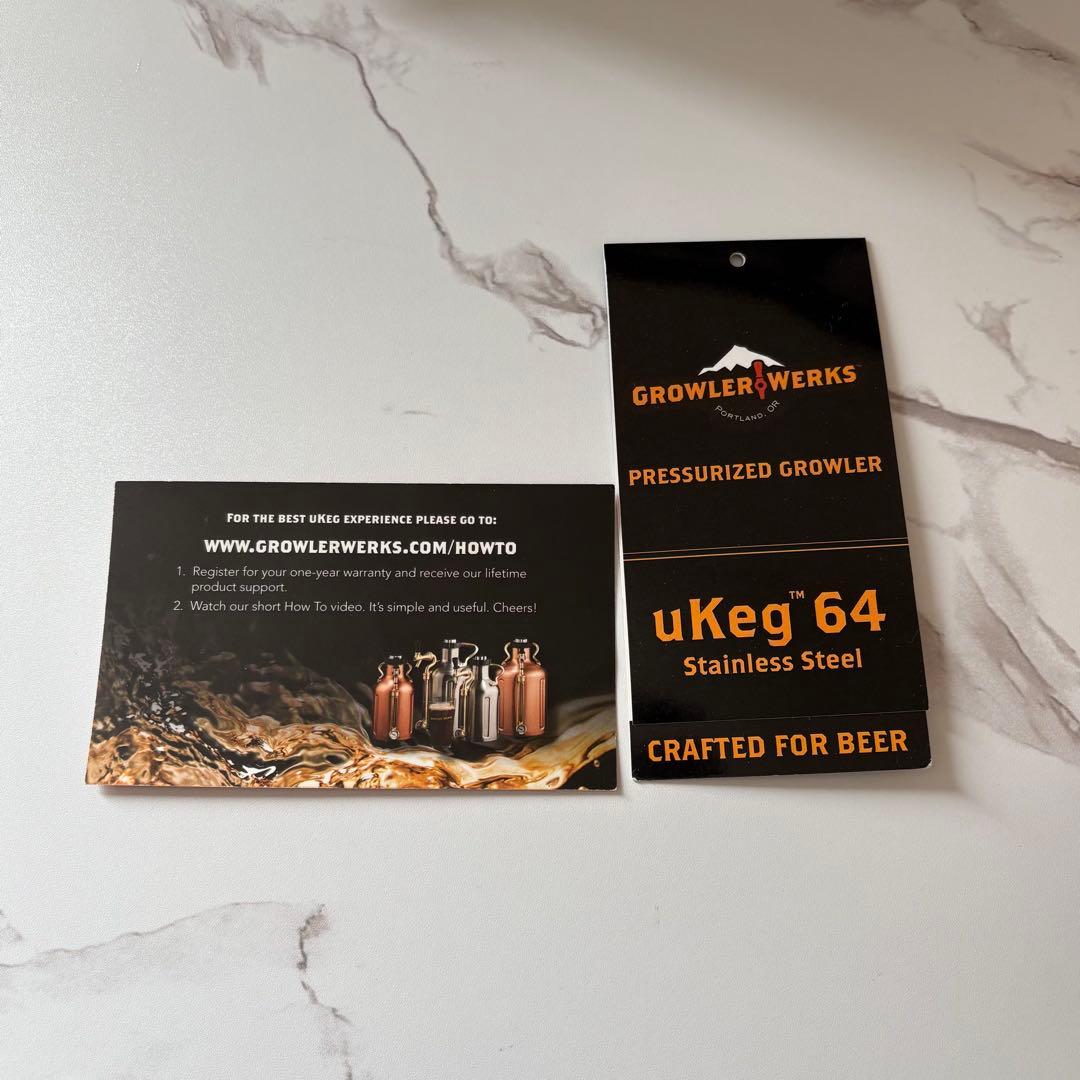 FOR THE BEST UKEG EXPERIENCE PLEASE GO TO:
WWW.GROWLERWERKS.COM/HOWTO
1. Register for your one-year warranty and receive our lifetime
product support.
2. Watch our short How To video. It's simple and useful. Cheers!
GROWLERWERKS™
PORTLAND, OR
PRESSURIZED GROWLER
uKeg™ 64
Stainless Steel
CRAFTED FOR BEER